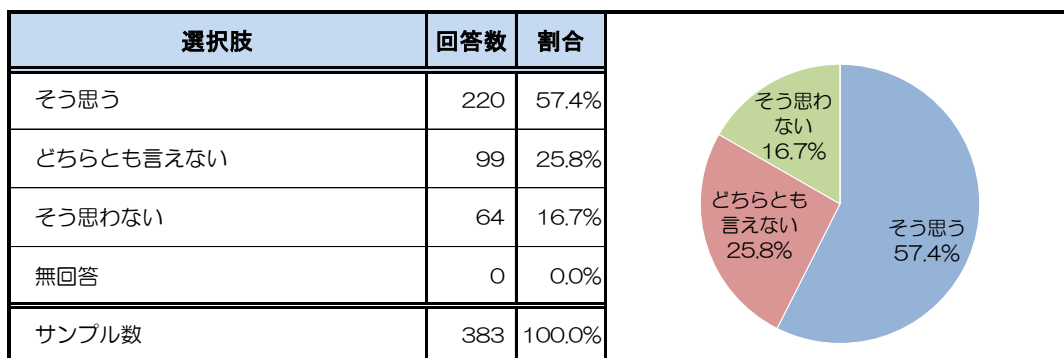 選択肢 回答数 割合
そう思う 220 57.4%
どちらとも言えない 99 25.8%
そう思わない 64 16.7%
無回答 0 0.0%
サンプル数 383 100.0%
そう思わ
ない
16.7%
どちらとも
言えない
25.8%
そう思う
57.4%